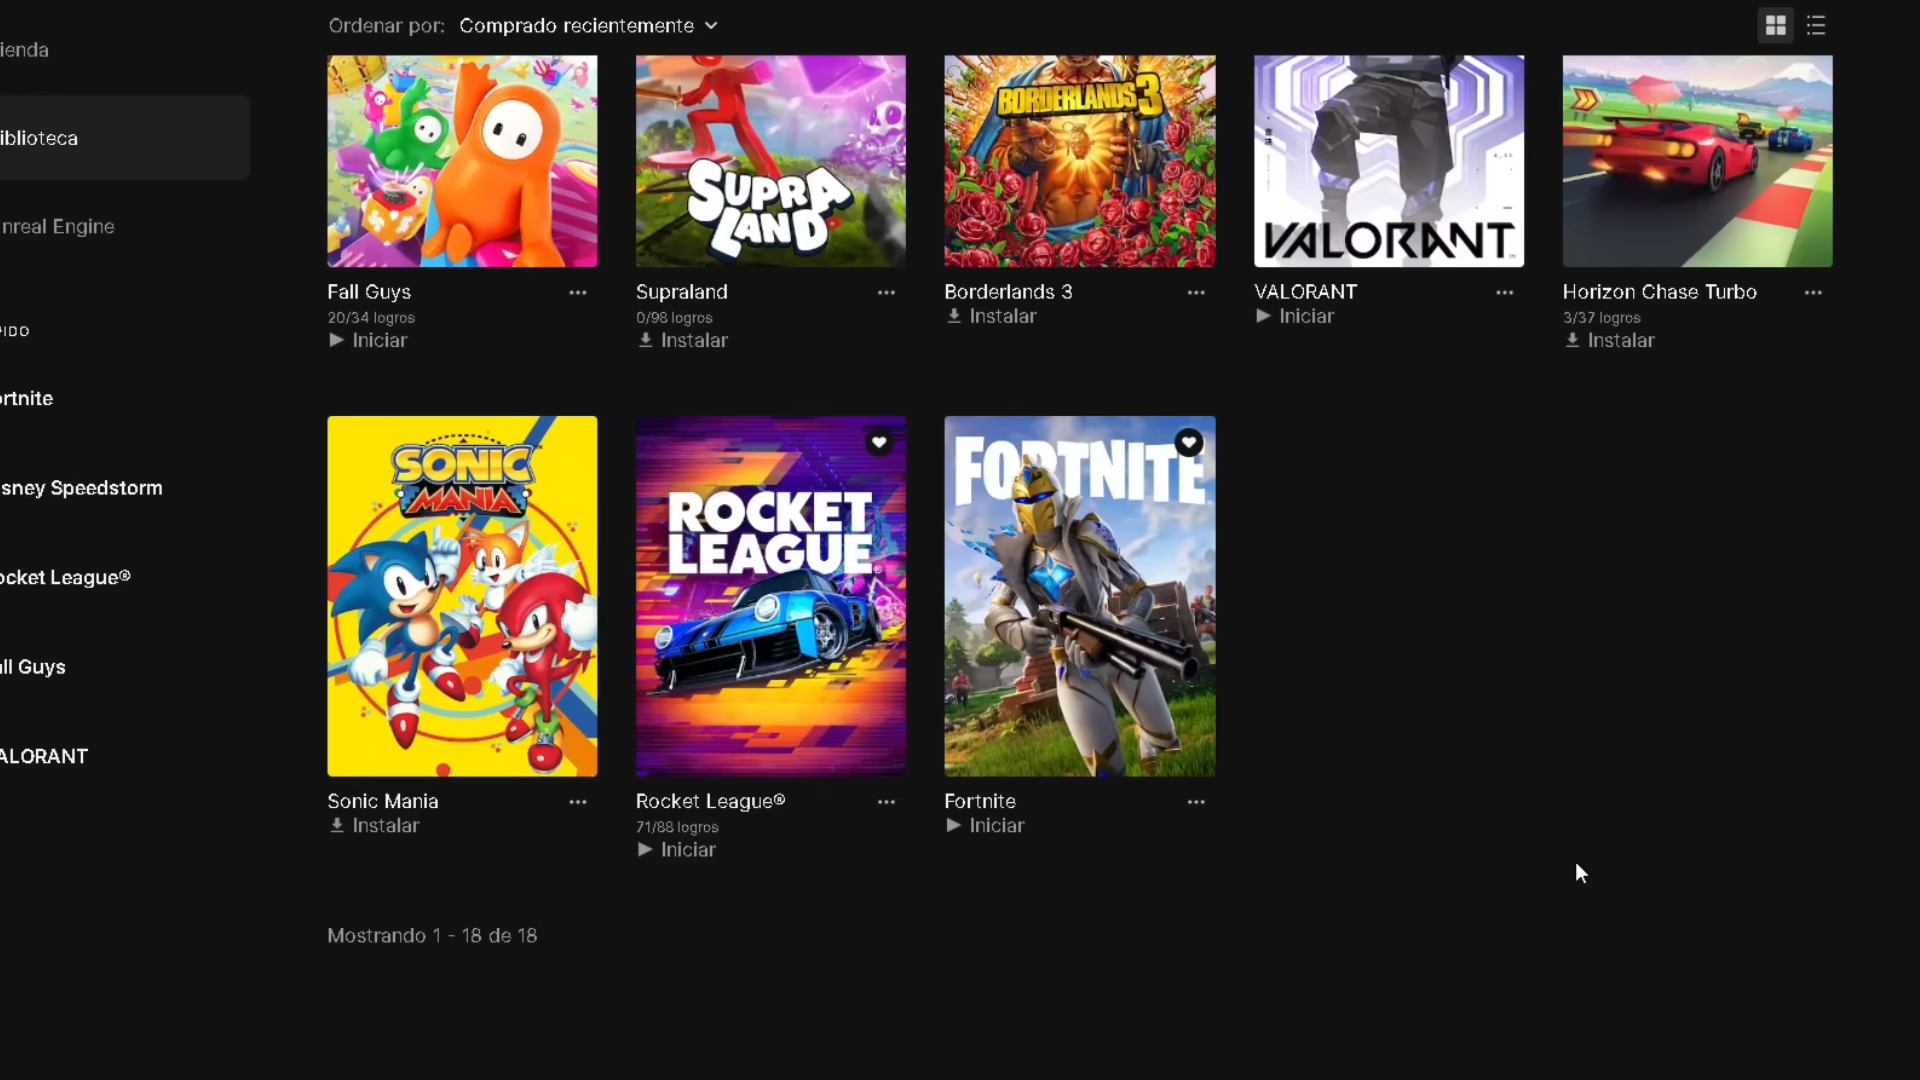 Ordenar por: Comprado recientemente
ienda
iblioteca
nreal Engine
PIDO
ortnite
sney Speedstorm
ocket League®
ll Guys
ALORANT
SUPRA
LAND
BORDERLANDS 3
VALORANT
Fall Guys
20/34 logros
Iniciar
Supraland
0/98 logros
Instalar
Borderlands 3
Instalar
VALORANT
Iniciar
Horizon Chase Turbo
3/37 logros
Instalar
SONIC
MANIA
ROCKET
LEAGUE
FORTNITE
Sonic Mania
Instalar
Rocket League®
71/88 logros
Iniciar
Fortnite
Iniciar
Mostrando 1 - 18 de 18